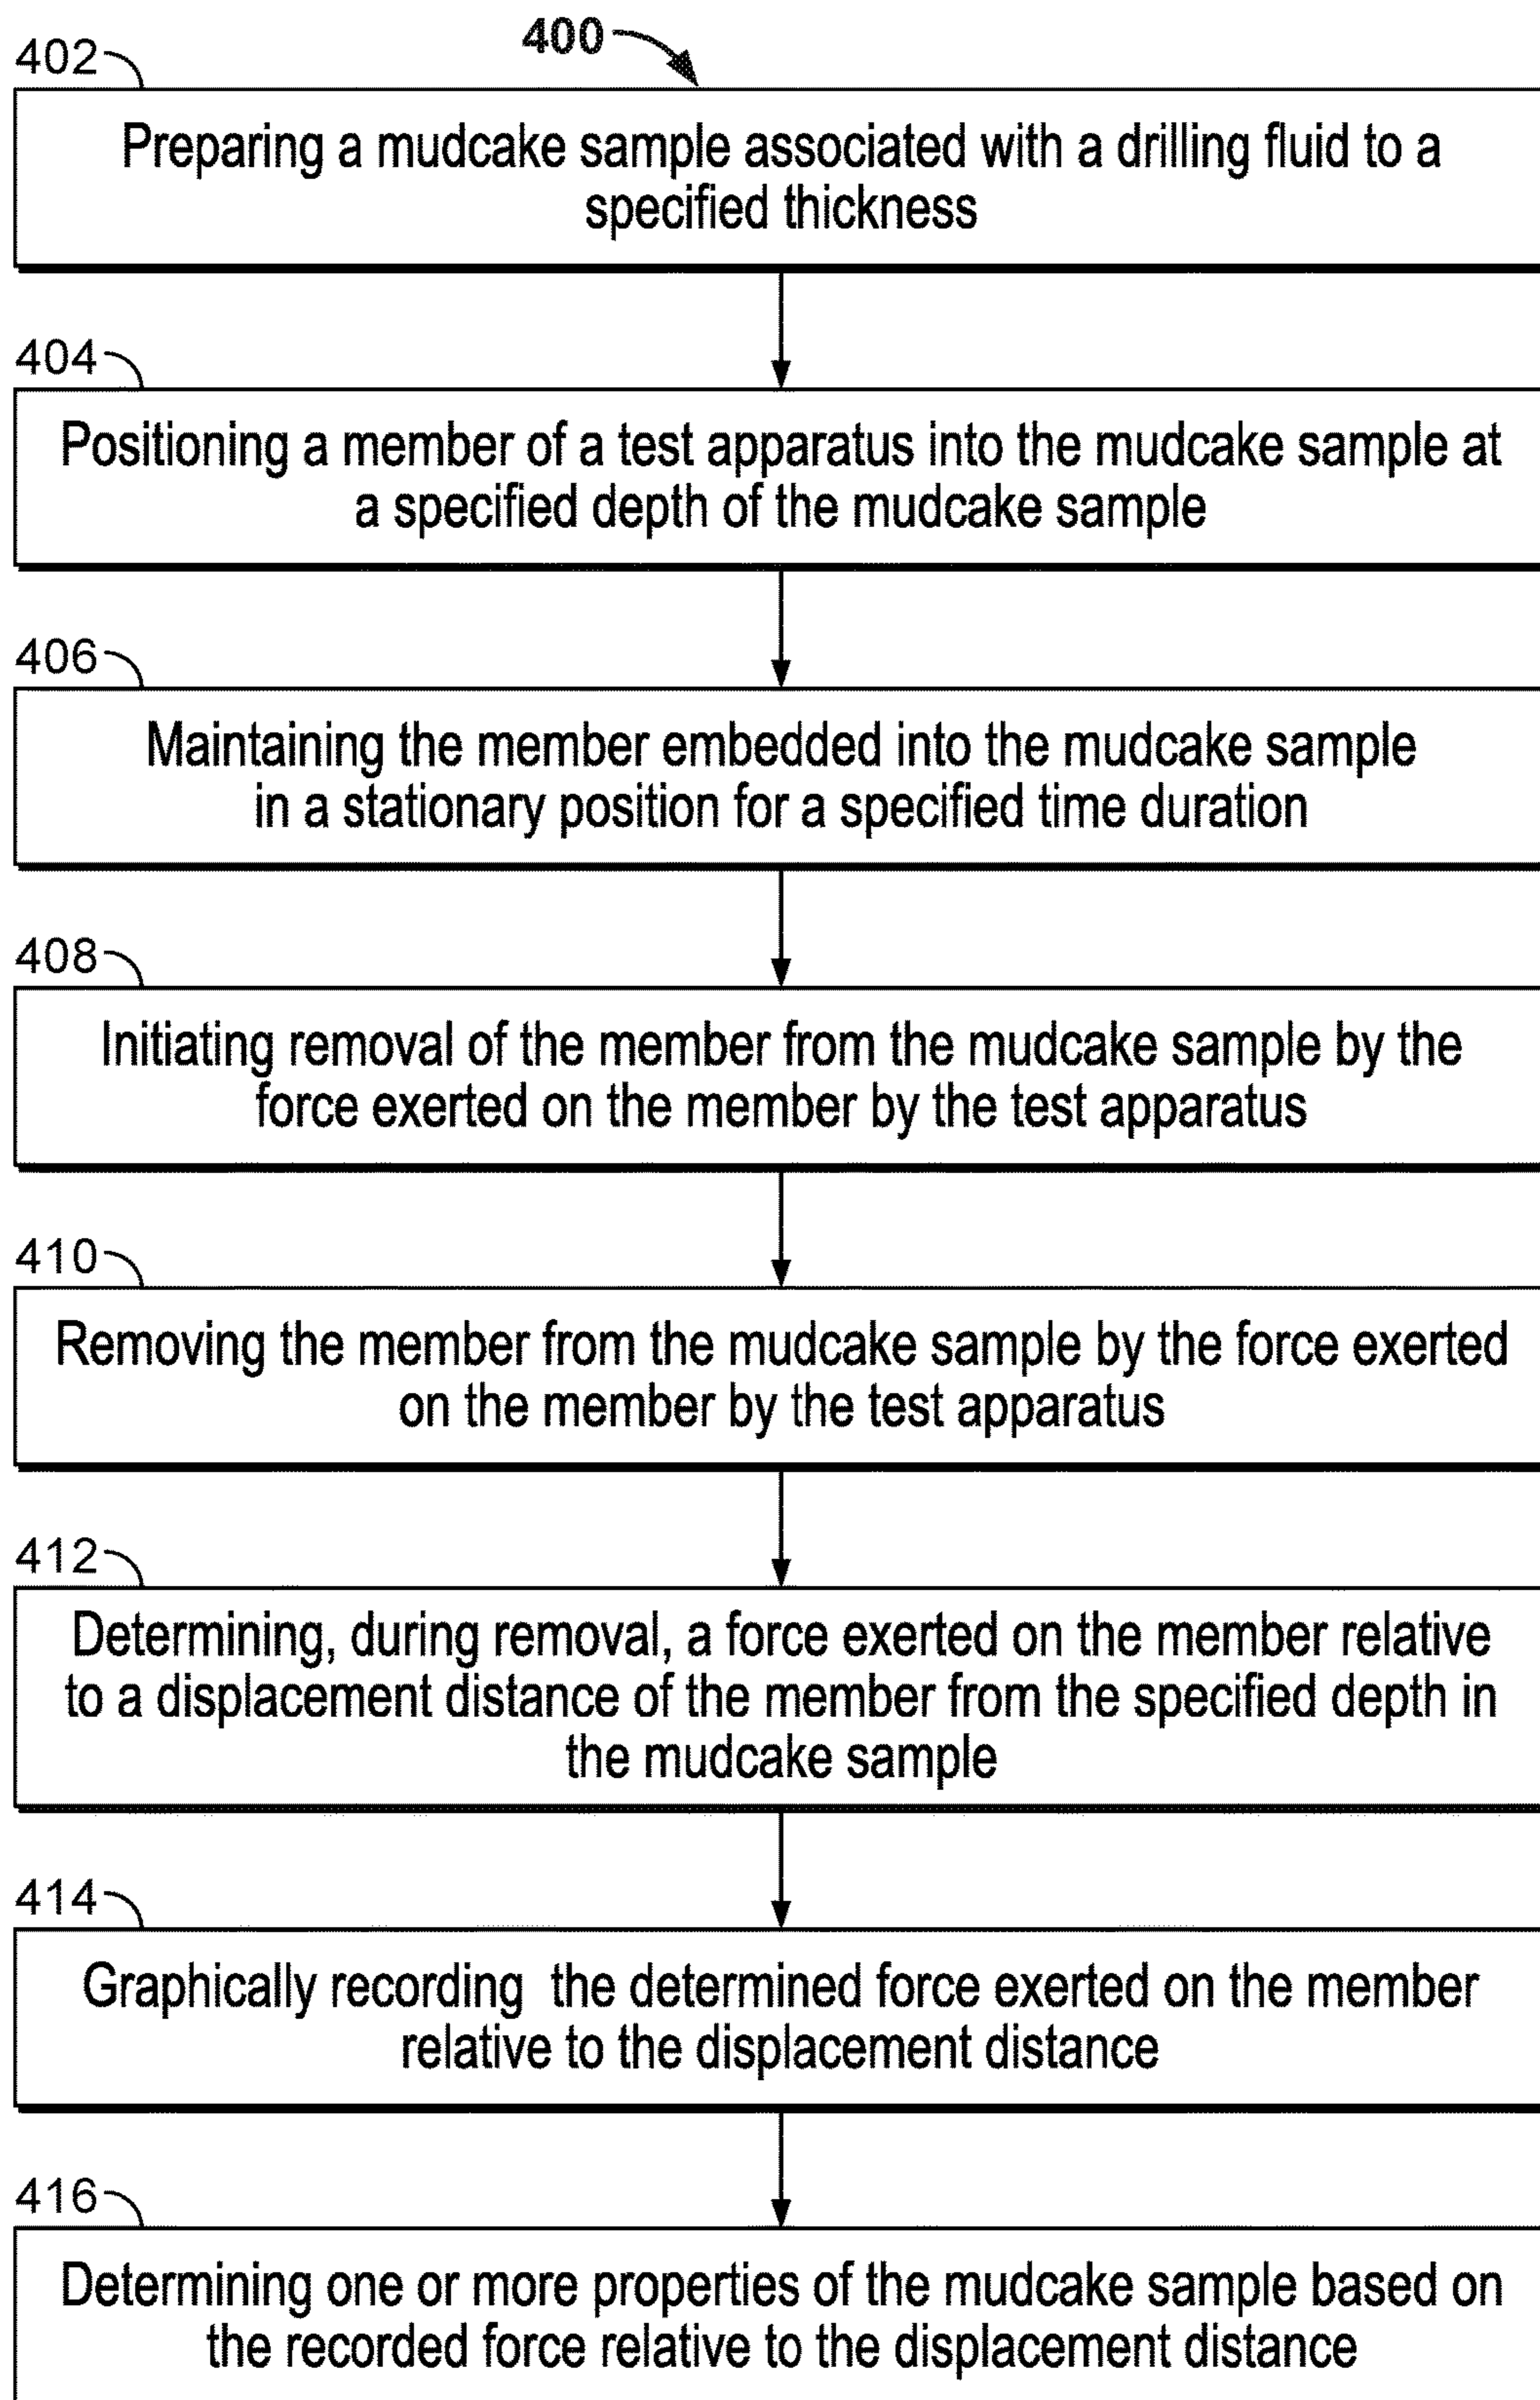 400
402
Preparing a mudcake sample associated with a drilling fluid to a
specified thickness
404
Positioning a member of a test apparatus into the mudcake sample at
a specified depth of the mudcake sample
406
Maintaining the member embedded into the mudcake sample
in a stationary position for a specified time duration
408
Initiating removal of the member from the mudcake sample by the
force exerted on the member by the test apparatus
410
Removing the member from the mudcake sample by the force exerted
on the member by the test apparatus
412
Determining, during removal, a force exerted on the member relative
to a displacement distance of the member from the specified depth in
the mudcake sample
414
Graphically recording the determined force exerted on the member
relative to the displacement distance
416
Determining one or more properties of the mudcake sample based on
the recorded force relative to the displacement distance